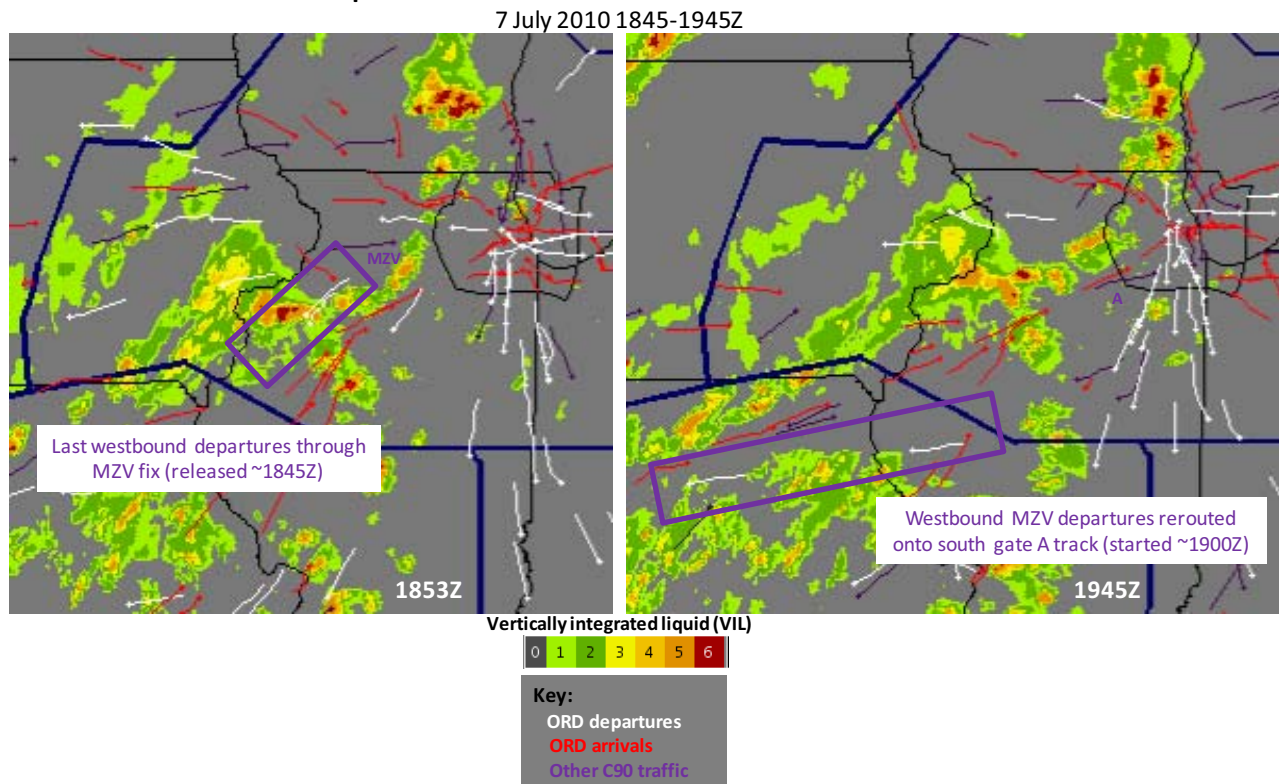 7 July 2010 1845-1945Z
MZV
Last westbound departures through
MZV fix (released ~1845Z)
1853Z
A
Westbound MZV departures rerouted
onto south gate A track (started ~1900Z)
1945Z
Vertically integrated liquid (VIL)
0 1 2 3 4 5 6
Key:
ORD departures
ORD arrivals
Other C90 traffic